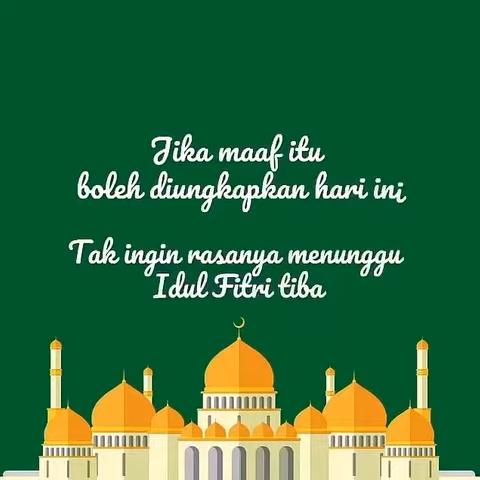 Jika maaf itu
boleh diungkapkan hari ini
Tak ingin rasanya menunggu
Idul Fitri tiba